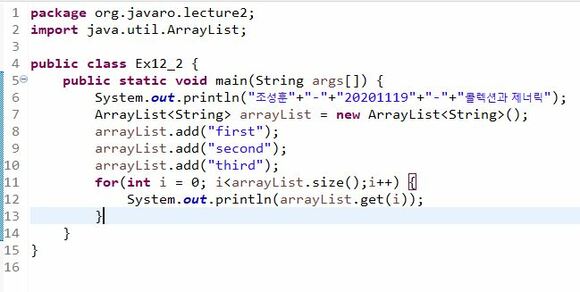 1 package org.javaro.lecture2;
2 import java.util.ArrayList;
3
4 public class Ex12_2 {
5 public static void main(String args[]) {
6 System.out.println("조성훈"+"-"+"20201119"+"-"+"콜렉션과 제너릭");
7 ArrayList<String> arrayList = new ArrayList<String>();
8 arrayList.add("first");
9 arrayList.add("second");
10 arrayList.add("third");
11 for(int i = 0; i<arrayList.size();i++) {
12 System.out.println(arrayList.get(i));
13 }
14 }
15 }
16